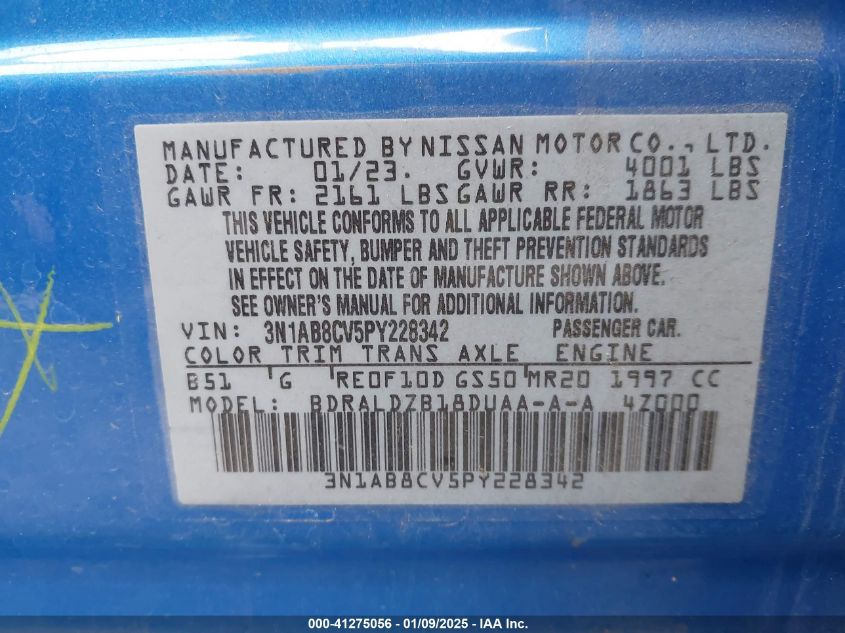 MANUFACTURED BY NISSAN MOTOR CO., LTD.
DATE: 01/23. GVWR: 4001 LBS
GAWR FR: 2161 LBS GAWR RR: 1863 LBS
THIS VEHICLE CONFORMS TO ALL APPLICABLE FEDERAL MOTOR
VEHICLE SAFETY, BUMPER AND THEFT PREVENTION STANDARDS
IN EFFECT ON THE DATE OF MANUFACTURE SHOWN ABOVE.
SEE OWNER'S MANUAL FOR ADDITIONAL INFORMATION.
VIN: 3N1AB8CV5PY228342 PASSENGER CAR.
COLOR TRIM TRANS AXLE ENGINE
B51 G RE0F10D GS50 MR20 1997 CC
MODEL: BDRALDZB18DUAA-A-A 4Z000
3N1AB8CV5PY228342
000-41275056 — 01/09/2025 — IAA Inc.